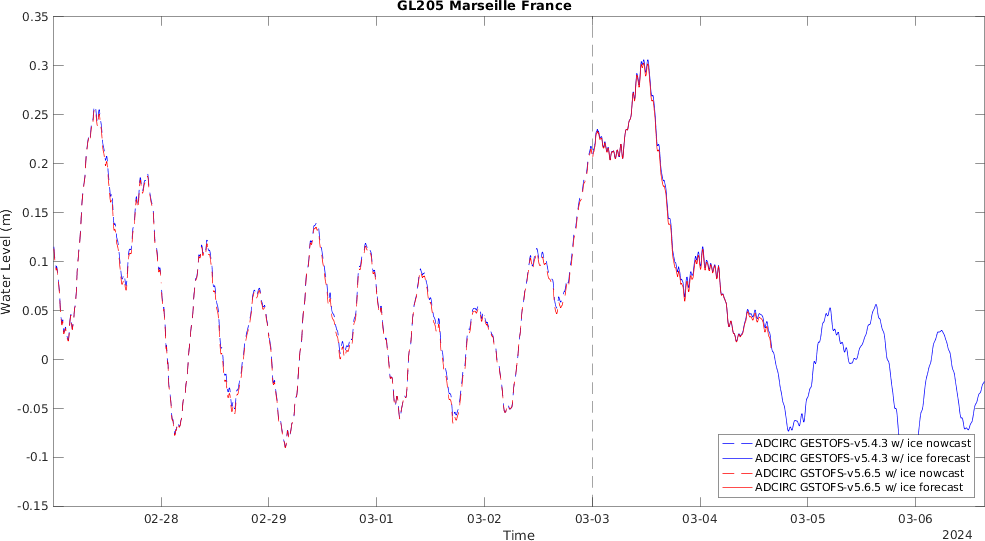 GL205 Marseille France
0.35
0.3
0.25
0.2
0.15
0.1
0.05
0
-0.05
-0.1
-0.15
Water Level (m)
ADCIRC GESTOFS-v5.4.3 w/ ice nowcast
ADCIRC GESTOFS-v5.4.3 w/ ice forecast
ADCIRC GSTOFS-v5.6.5 w/ ice nowcast
ADCIRC GSTOFS-v5.6.5 w/ ice forecast
02-28 02-29 03-01 03-02 03-03 03-04 03-05 03-06
Time
2024